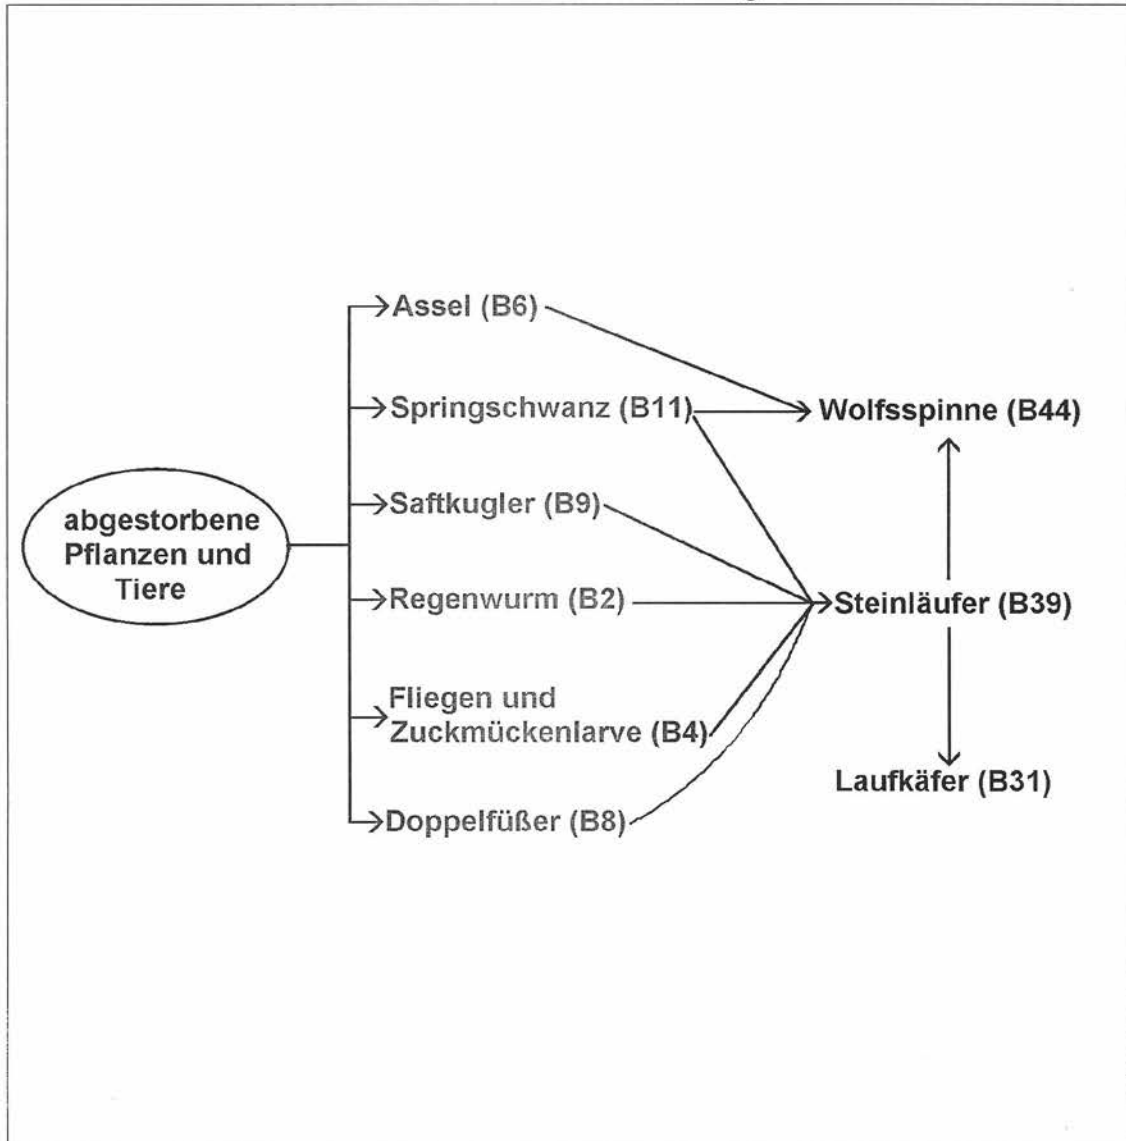 Assel (B6)
Springschwanz (B11)
Wolfsspinne (B44)
Saftkugler (B9)
abgestorbene
Pflanzen und
Tiere
Regenwurm (B2)
Steinläufer (B39)
Fliegen und
Zuckmückenlarve (B4)
Laufkäfer (B31)
Doppelfüßer (B8)